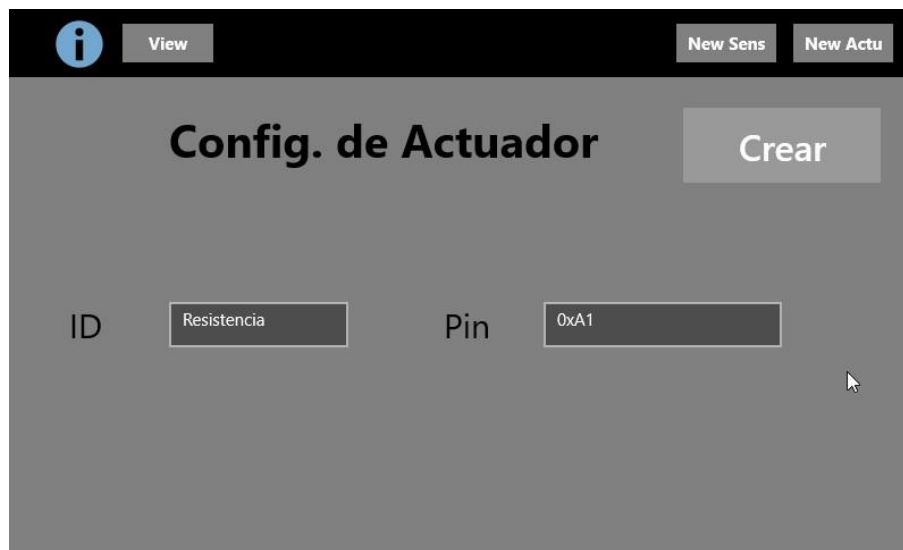 i View New Sens New Actu
Config. de Actuador Crear
ID Resistencia Pin 0xA1